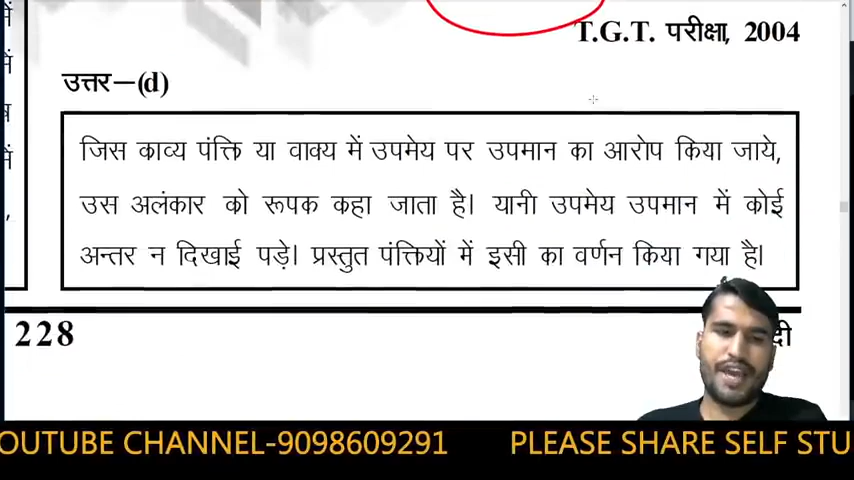 T.G.T. परीक्षा, 2004
उत्तर–(d)
जिस काव्य पंक्ति या वाक्य में उपमेय पर उपमान का आरोप किया जाये,
उस अलंकार को रूपक कहा जाता है। यानी उपमेय उपमान में कोई
अन्तर न दिखाई पड़े। प्रस्तुत पंक्तियों में इसी का वर्णन किया गया है।
228
OUTUBE CHANNEL-9098609291 PLEASE SHARE SELF STU